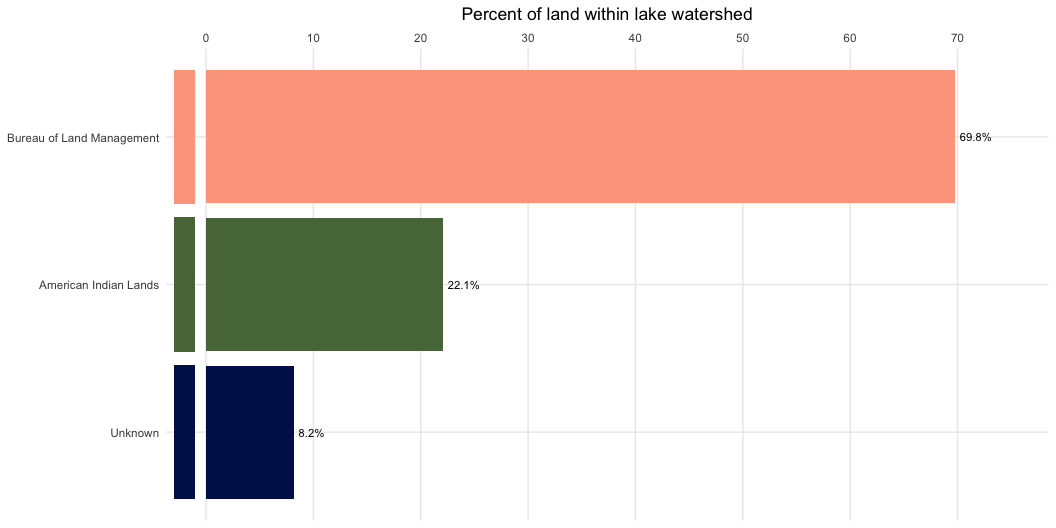 Percent of land within lake watershed
0 10 20 30 40 50 60 70
Bureau of Land Management 69.8%
American Indian Lands 22.1%
Unknown 8.2%